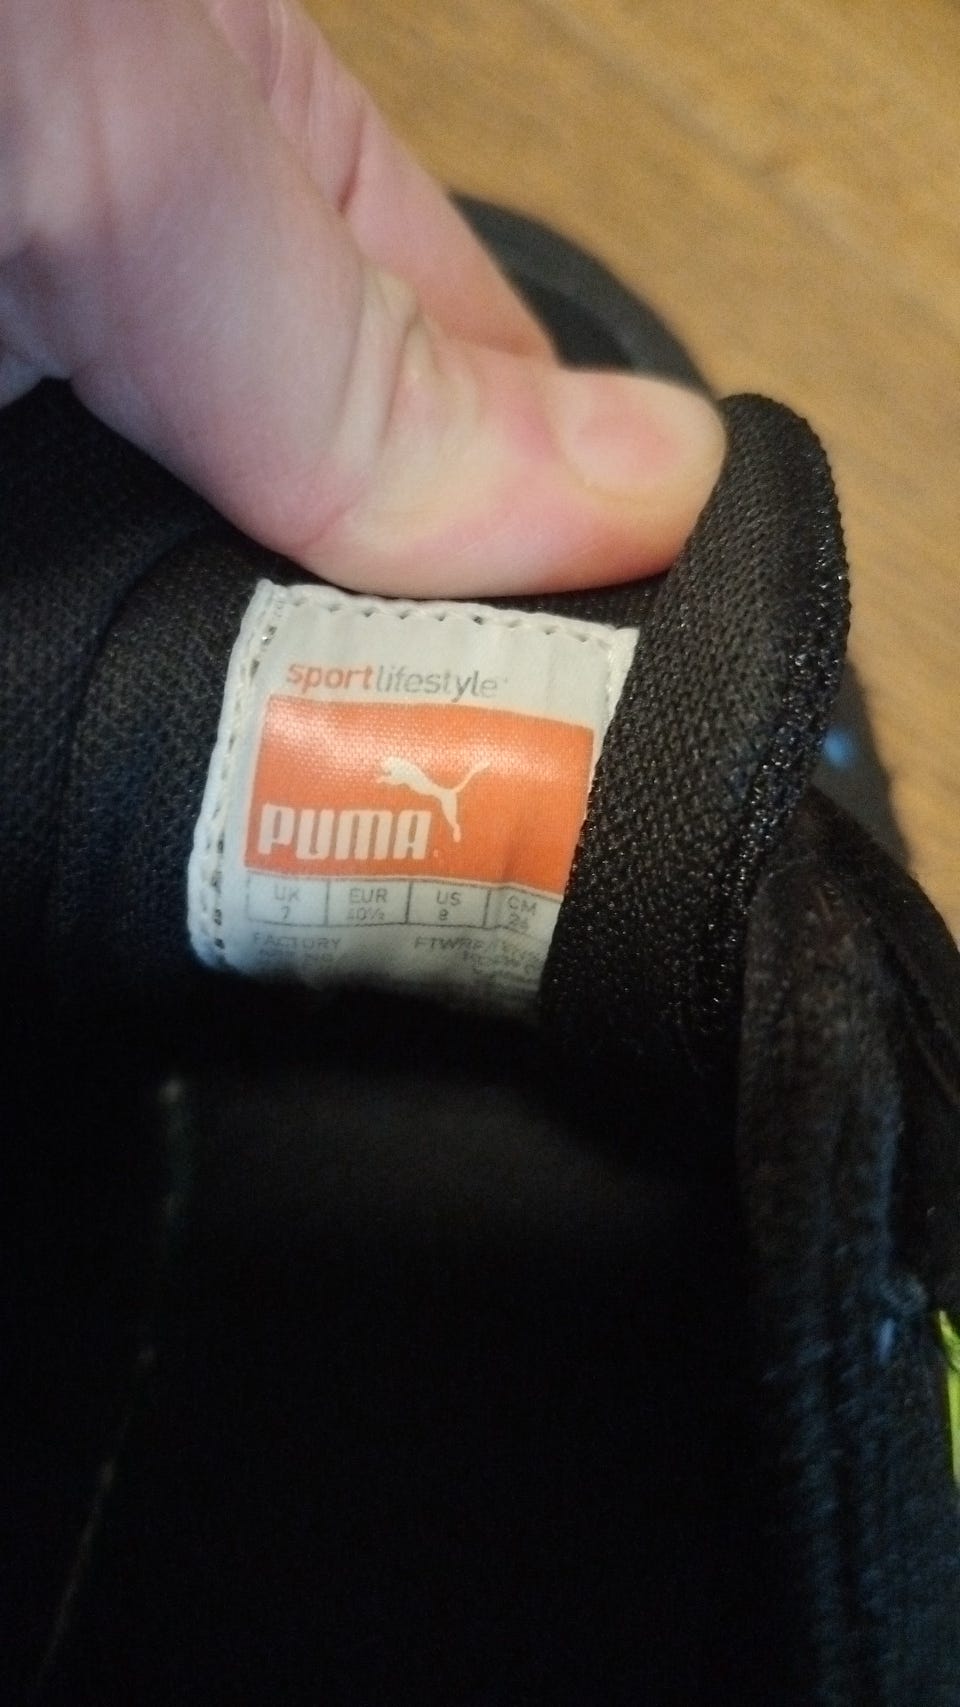 sportlifestyle
PUMA
UK EUR US CM
7 40½ 8 26
FACTORY